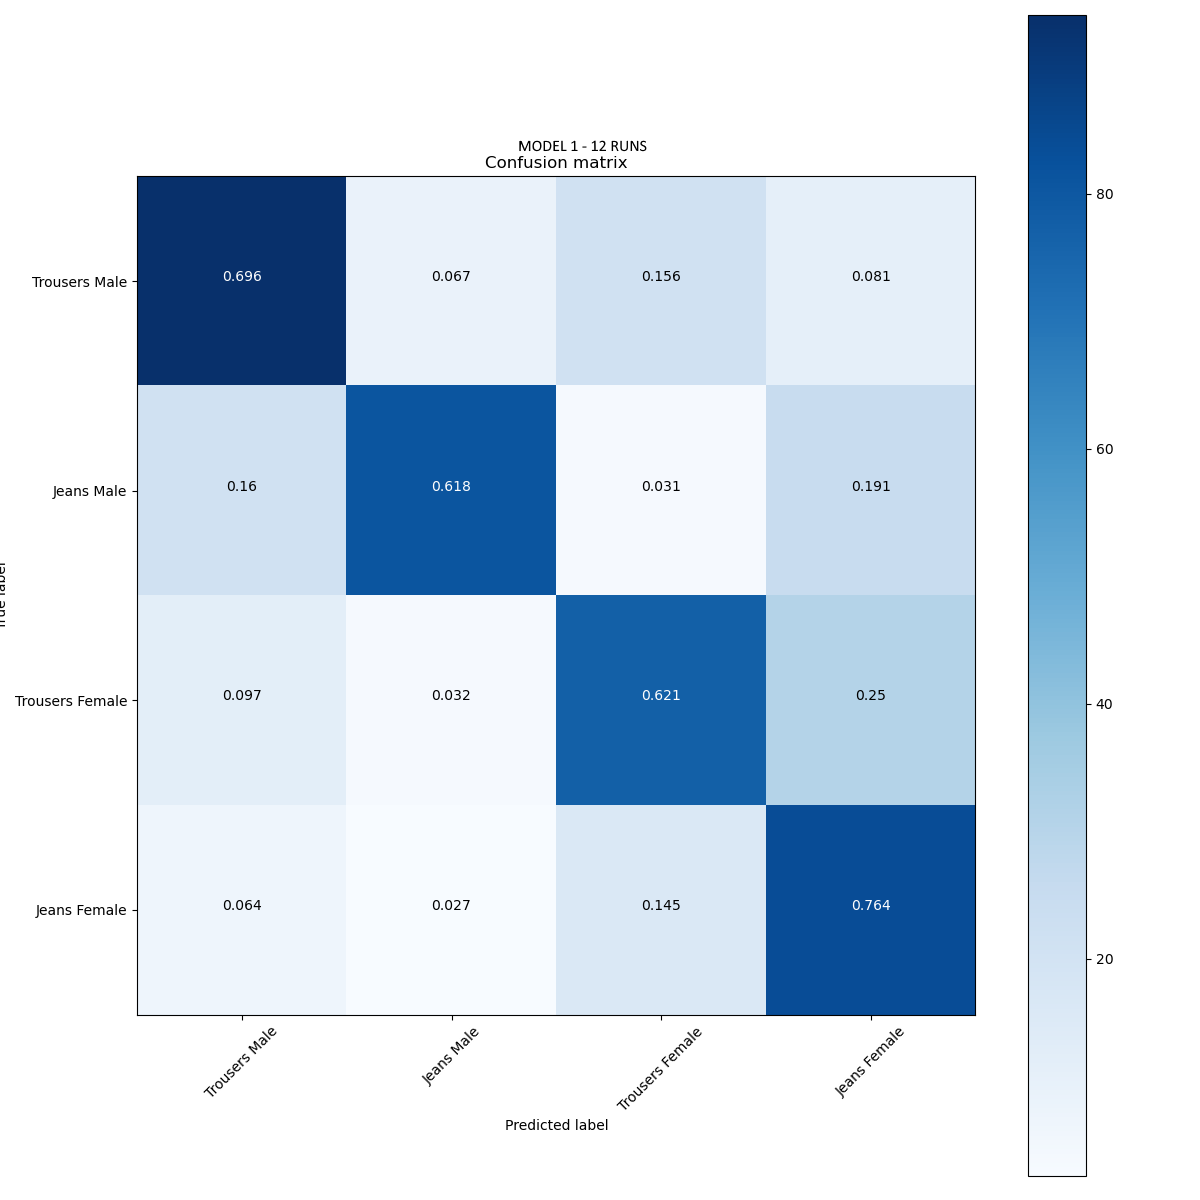 MODEL 1 - 12 RUNS
Confusion matrix
80
60
40
20
Trousers Male
0.696
0.067
0.156
0.081
Jeans Male
0.16
0.618
0.031
0.191
Trousers Female
0.097
0.032
0.621
0.25
Jeans Female
0.064
0.027
0.145
0.764
Trousers Male
Jeans Male
Trousers Female
Jeans Female
Predicted label